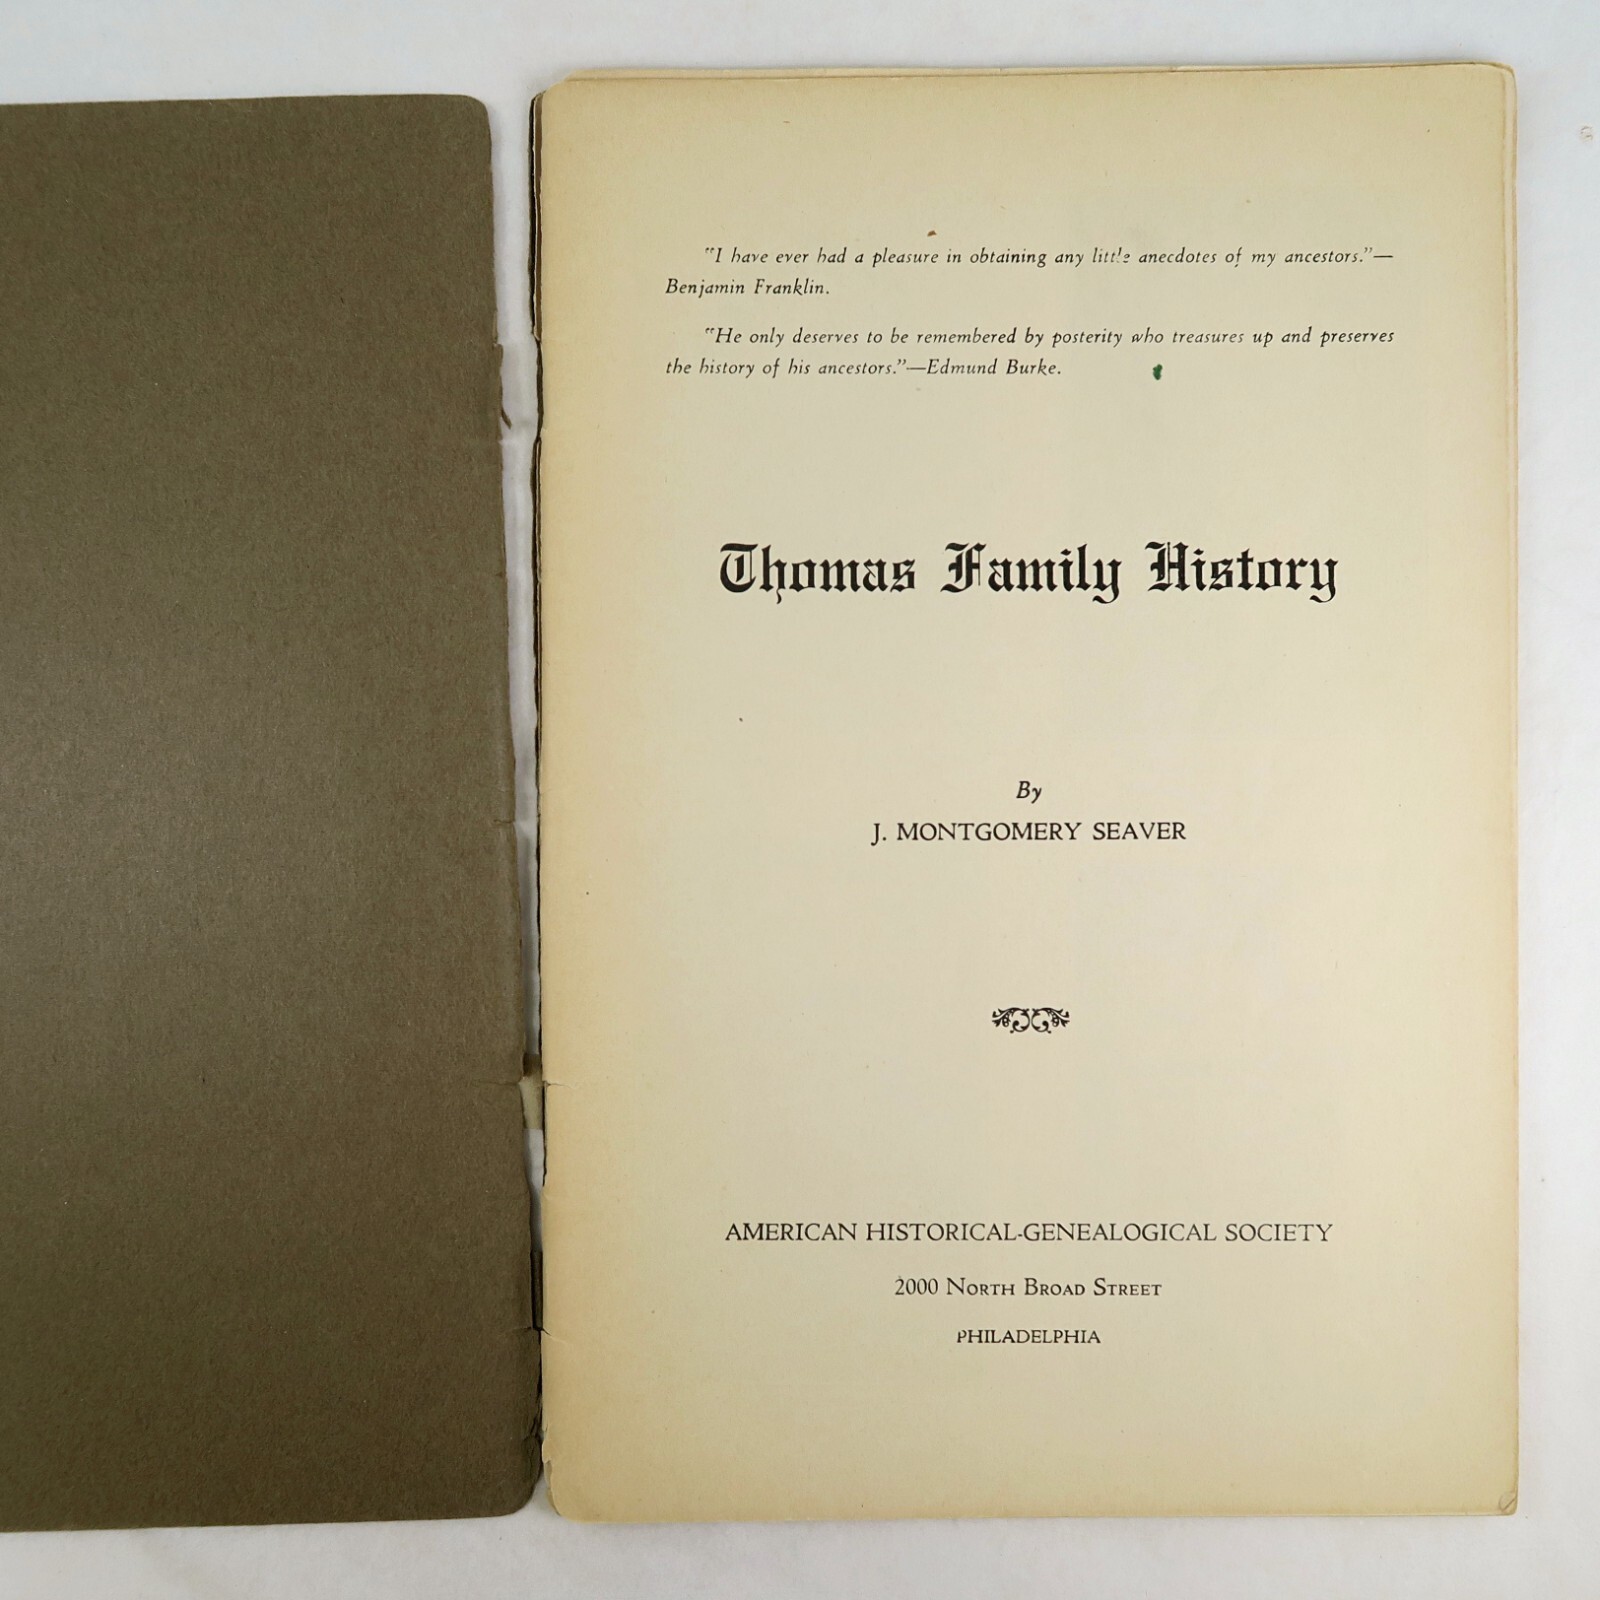 "I have ever had a pleasure in obtaining any little anecdotes of my ancestors."—
Benjamin Franklin.
"He only deserves to be remembered by posterity who treasures up and preserves
the history of his ancestors."—Edmund Burke.
Thomas Family History
By
J. MONTGOMERY SEAVER
AMERICAN HISTORICAL-GENEALOGICAL SOCIETY
2000 NORTH BROAD STREET
PHILADELPHIA